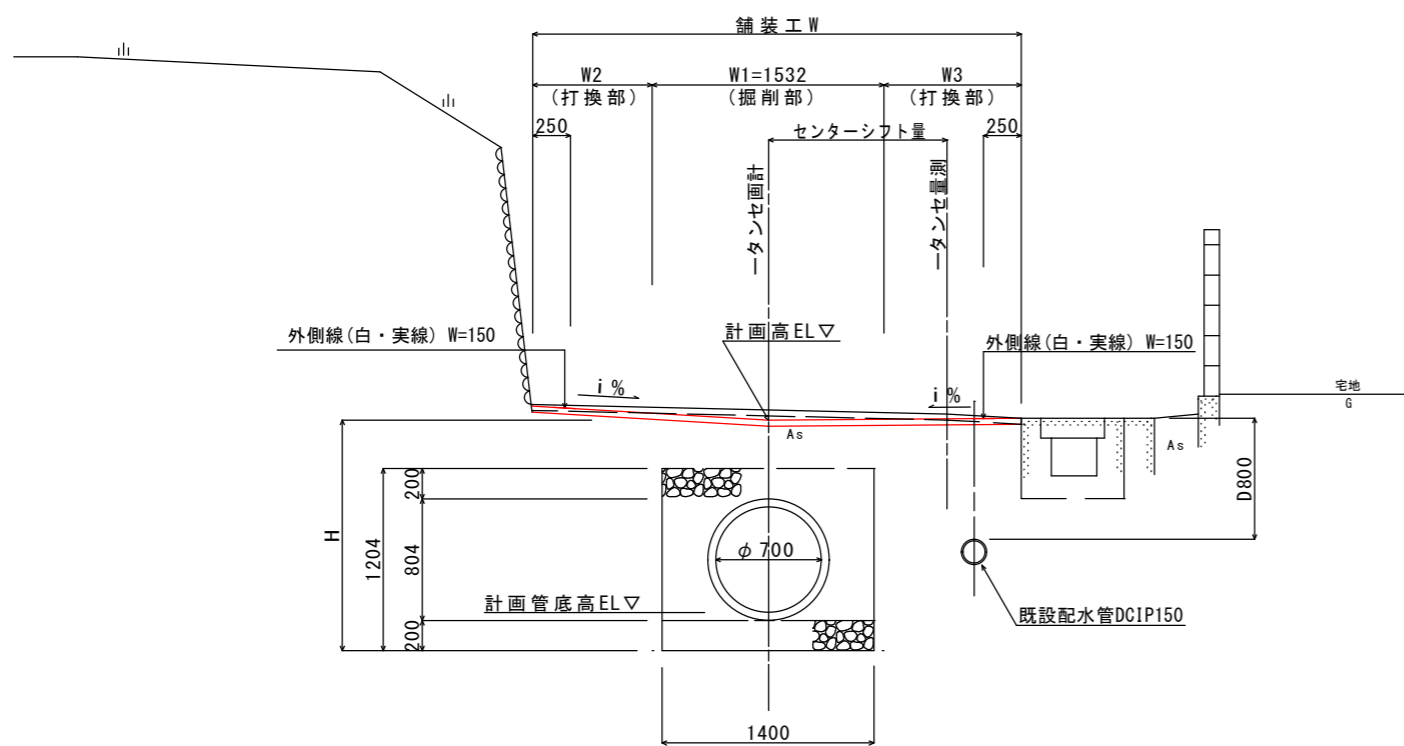 舗装工W
W2
(打換部)
W1=1532
(掘削部)
W3
(打換部)
250
センターシフト量
250
計画センター
測量センター
外側線(白・実線) W=150
計画高EL▽
外側線(白・実線) W=150
i %
i %
宅地
G
As
As
H
1204
200
804
200
φ700
D800
計画管底高EL▽
既設配水管DCIP150
1400